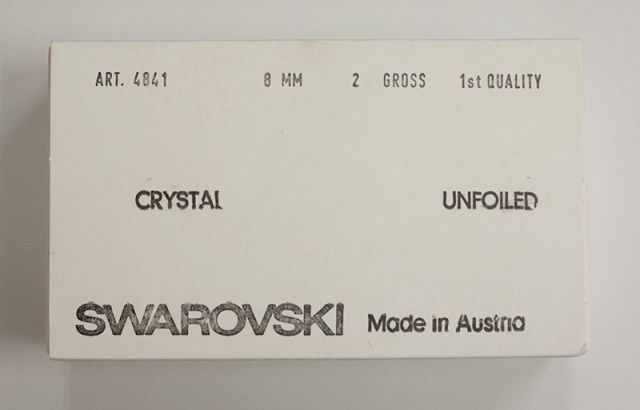 ART. 4841 8 MM 2 GROSS 1st QUALITY
CRYSTAL UNFOILED
SWAROVSKI Made in Austria